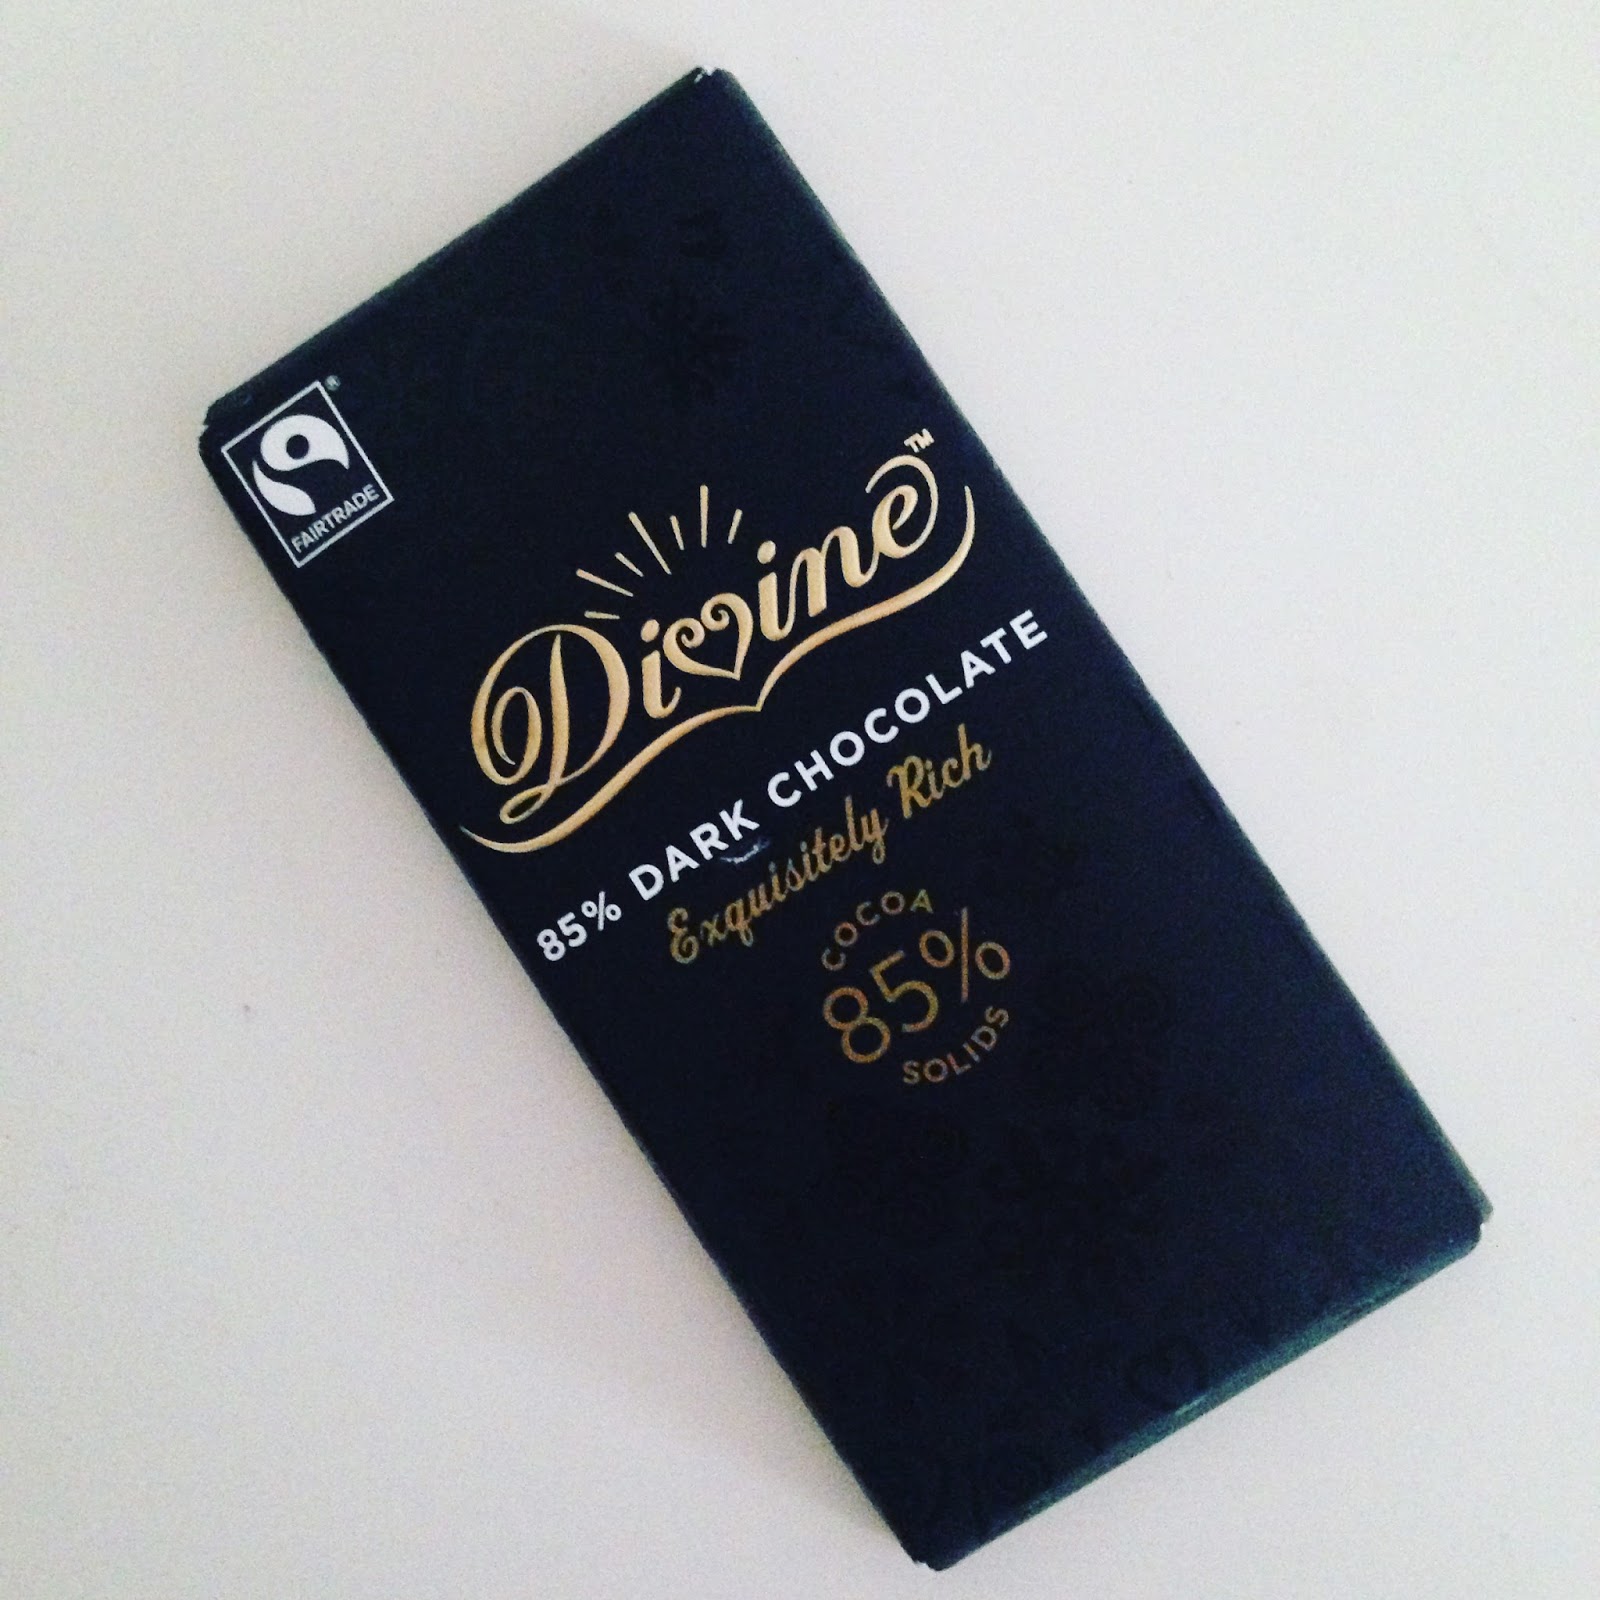 FAIRTRADE ®
Divine™
85% DARK CHOCOLATE
Exquisitely Rich
COCOA
85%
SOLIDS